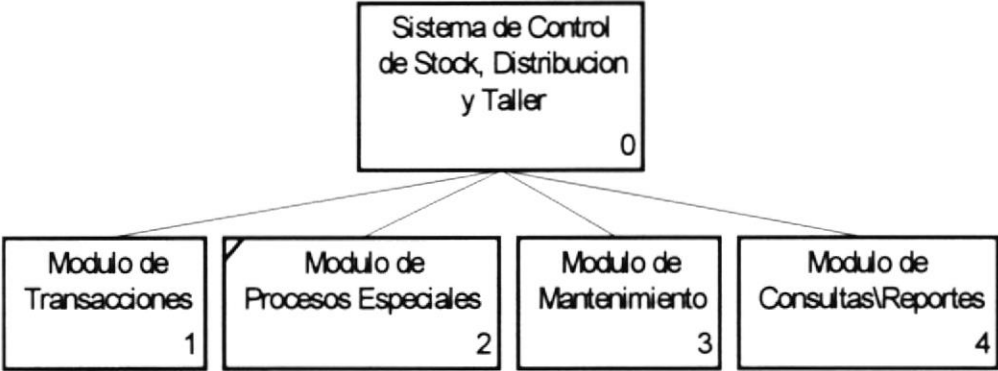 Sistema de Control
de Stock, Distribucion
y Taller
0
Modulo de
Transacciones
1
Modulo de
Procesos Especiales
2
Modulo de
Mantenimiento
3
Modulo de
Consultas\Reportes
4